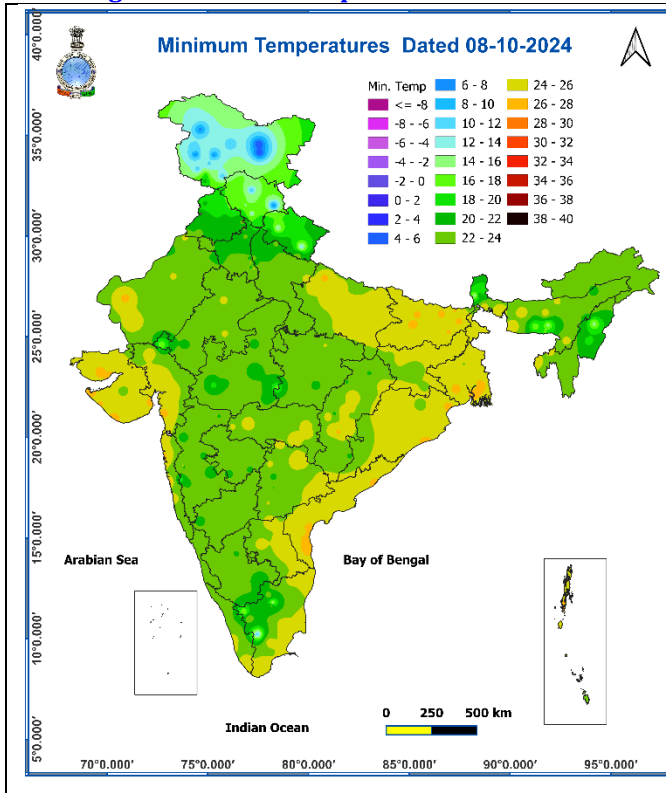 Minimum Temperatures Dated 08-10-2024
Min. Temp
<= -8
-8 - -6
-6 - -4
-4 - -2
-2 - 0
0 - 2
2 - 4
4 - 6
6 - 8
8 - 10
10 - 12
12 - 14
14 - 16
16 - 18
18 - 20
20 - 22
22 - 24
24 - 26
26 - 28
28 - 30
30 - 32
32 - 34
34 - 36
36 - 38
38 - 40
40°0.000'
35°0.000'
30°0.000'
25°0.000'
20°0.000'
15°0.000'
10°0.000'
5°0.000'
Arabian Sea
Bay of Bengal
Indian Ocean
0 250 500 km
70°0.000' 75°0.000' 80°0.000' 85°0.000' 90°0.000' 95°0.000'